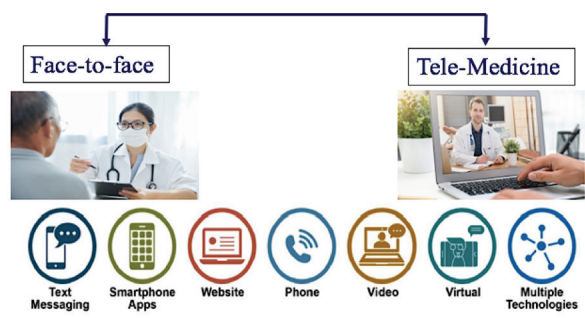 Face-to-face
Tele-Medicine
Text
Messaging
Smartphone
Apps
Website
Phone
Video
Virtual
Multiple
Technologies